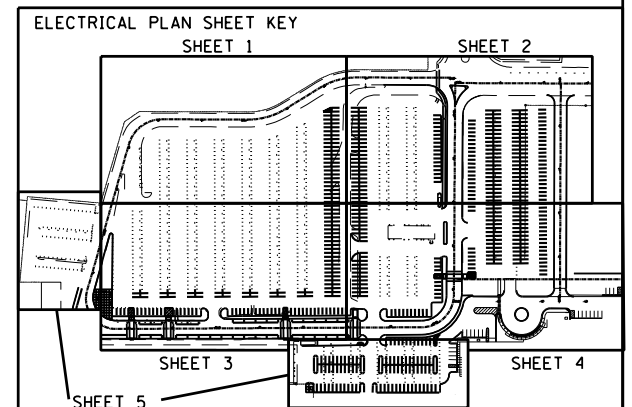 ELECTRICAL PLAN SHEET KEY
SHEET 1
SHEET 2
SHEET 3
SHEET 4
SHEET 5